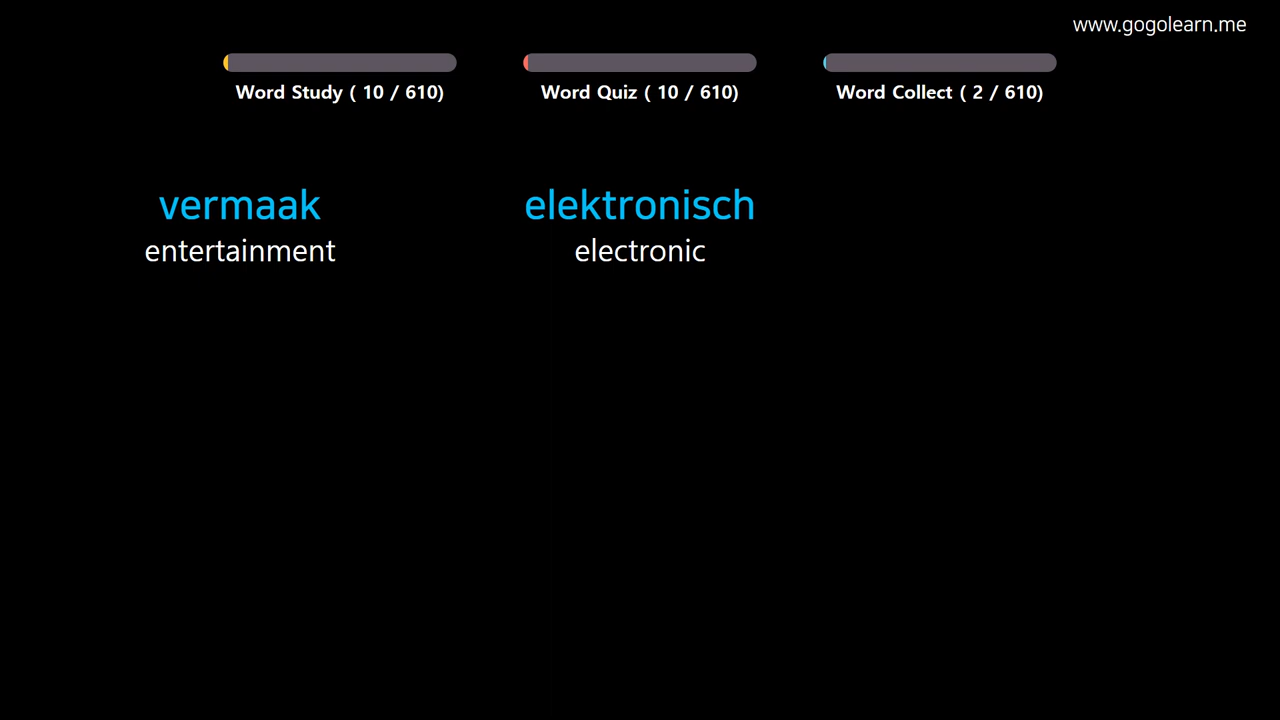 www.gogolearn.me
Word Study ( 10 / 610)
Word Quiz ( 10 / 610)
Word Collect ( 2 / 610)
vermaak
entertainment
elektronisch
electronic